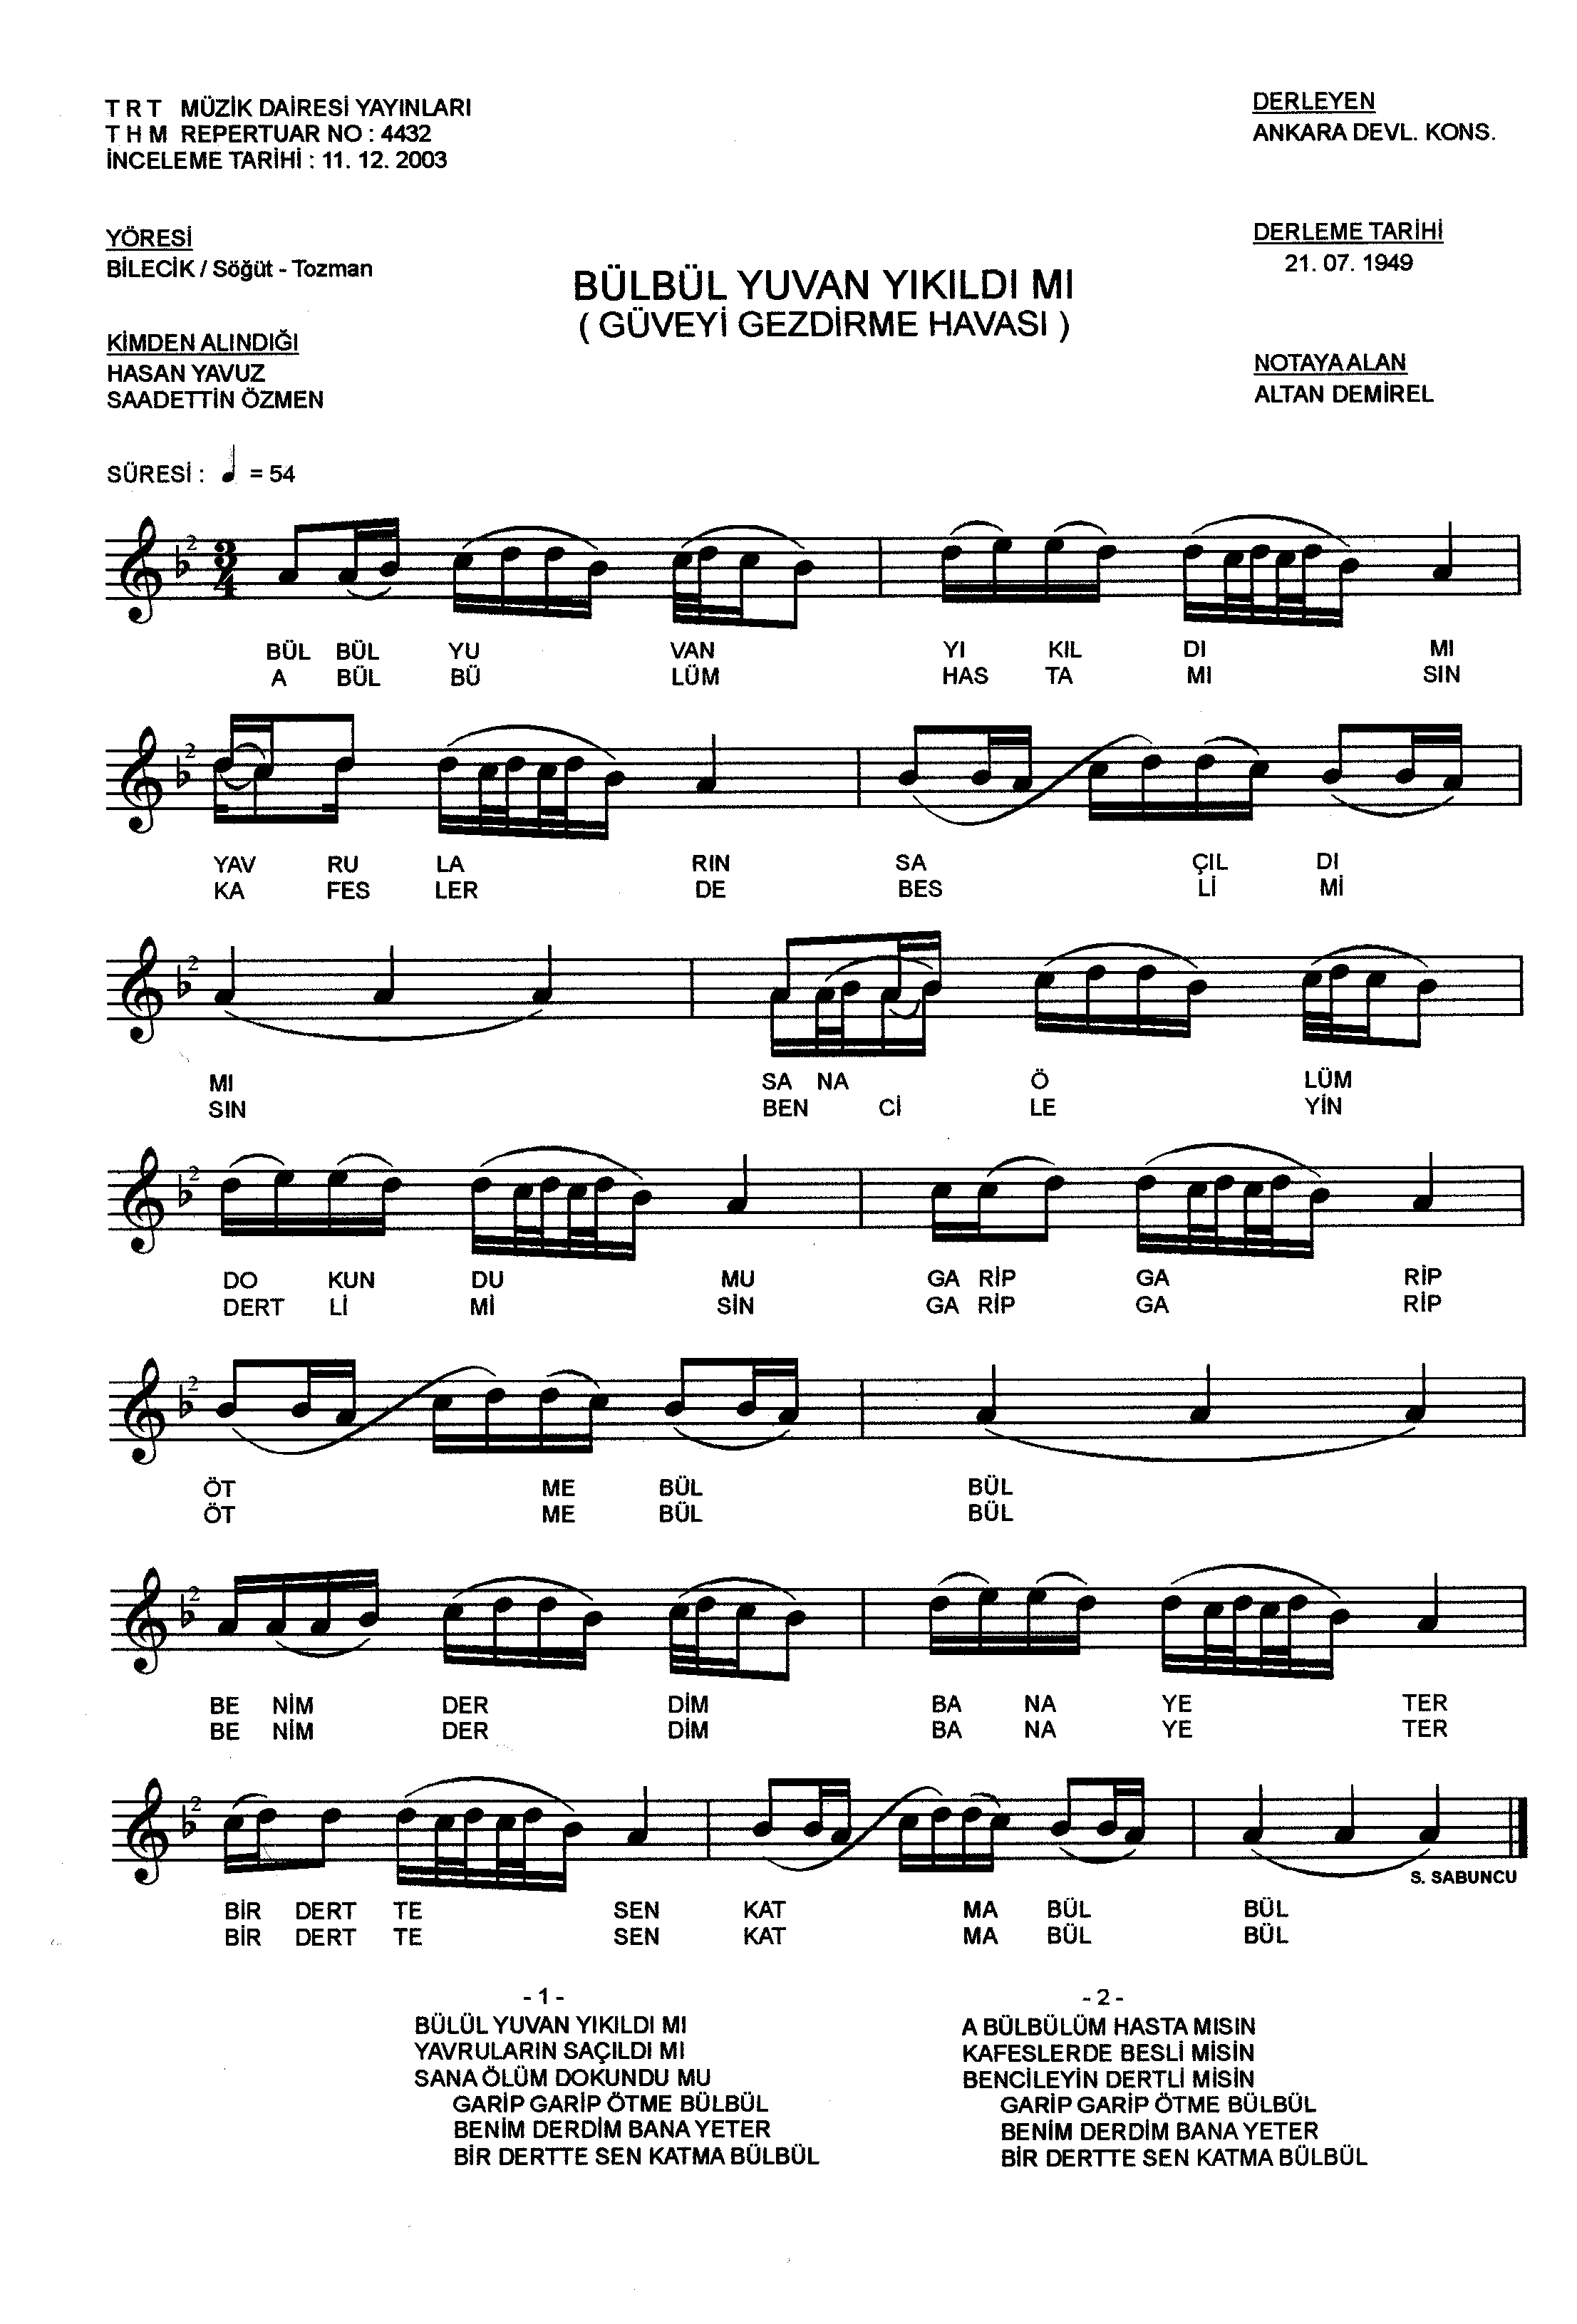 T R T MÜZİK DAİRESİ YAYINLARI
T H M REPERTUAR NO : 4432
İNCELEME TARİHİ : 11. 12. 2003
DERLEYEN
ANKARA DEVL. KONS.
YÖRESİ
BİLECİK / Söğüt - Tozman
DERLEME TARİHİ
21. 07. 1949
BÜLBÜL YUVAN YIKILDI MI
( GÜVEYİ GEZDİRME HAVASI )
KİMDEN ALINDIĞI
HASAN YAVUZ
SAADETTİN ÖZMEN
NOTAYA ALAN
ALTAN DEMİREL
SÜRESİ : = 54
2
3
4
BÜL BÜL YU VAN YI KIL DI MI
A BÜL BÜ LÜM HAS TA MI SIN
2
YAV RU LA RIN SA ÇIL DI
KA FES LER DE BES Lİ Mİ
2
MI SA NA Ö LÜM
SIN BEN Cİ LE YİN
2
DO KUN DU MU GA RİP GA RİP
DERT Lİ Mİ SİN GA RİP GA RİP
2
ÖT ME BÜL BÜL
ÖT ME BÜL BÜL
2
BE NİM DER DİM BA NA YE TER
BE NİM DER DİM BA NA YE TER
2
S. SABUNCU
BİR DERT TE SEN KAT MA BÜL BÜL
BİR DERT TE SEN KAT MA BÜL BÜL
- 1 -
BÜLÜL YUVAN YIKILDI MI
YAVRULARIN SAÇILDI MI
SANA ÖLÜM DOKUNDU MU
GARİP GARİP ÖTME BÜLBÜL
BENİM DERDİM BANA YETER
BİR DERTTE SEN KATMA BÜLBÜL
- 2 -
A BÜLBÜLÜM HASTA MISIN
KAFESLERDE BESLİ MİSİN
BENCİLEYİN DERTLİ MİSİN
GARİP GARİP ÖTME BÜLBÜL
BENİM DERDİM BANA YETER
BİR DERTTE SEN KATMA BÜLBÜL